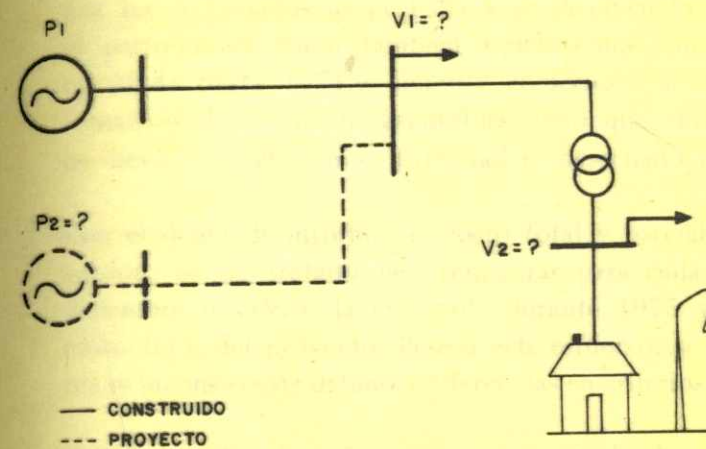 P1
V1= ?
P2= ?
V2= ?
CONSTRUIDO
PROYECTO